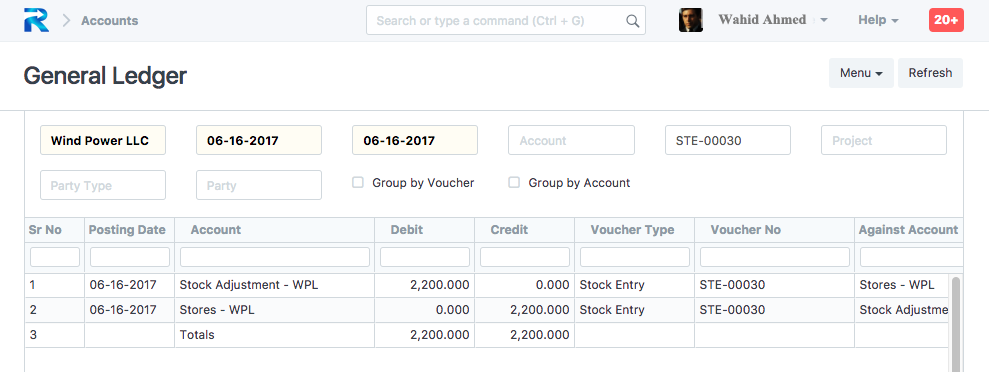 Accounts Search or type a command (Ctrl + G) Wahid Ahmed Help 20+
General Ledger Menu Refresh
Wind Power LLC 06-16-2017 06-16-2017 Account STE-00030 Project
Party Type Party Group by Voucher Group by Account
Sr No Posting Date Account Debit Credit Voucher Type Voucher No Against Account
1 06-16-2017 Stock Adjustment - WPL 2,200.000 0.000 Stock Entry STE-00030 Stores - WPL
2 06-16-2017 Stores - WPL 0.000 2,200.000 Stock Entry STE-00030 Stock Adjustme
3 Totals 2,200.000 2,200.000